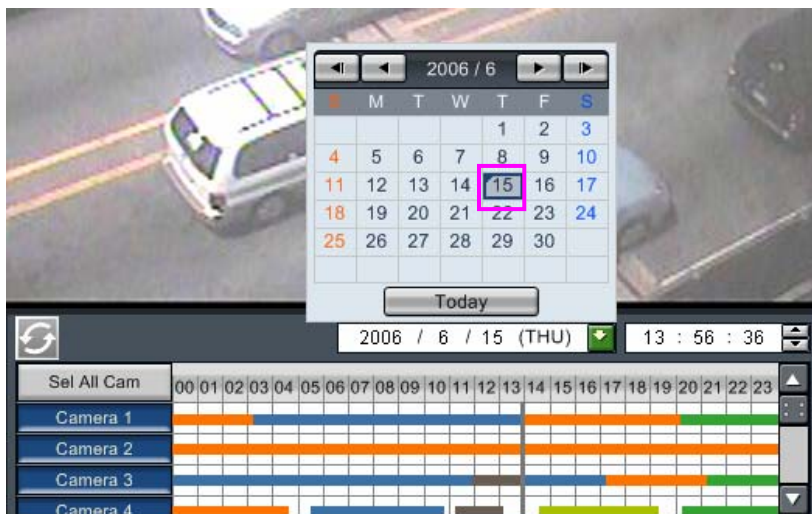 2006 / 6
S M T W T F S
1 2 3
4 5 6 7 8 9 10
11 12 13 14 15 16 17
18 19 20 21 22 23 24
25 26 27 28 29 30
Today
2006 / 6 / 15 (THU) 13 : 56 : 36
Sel All Cam 00 01 02 03 04 05 06 07 08 09 10 11 12 13 14 15 16 17 18 19 20 21 22 23
Camera 1
Camera 2
Camera 3
Camera 4